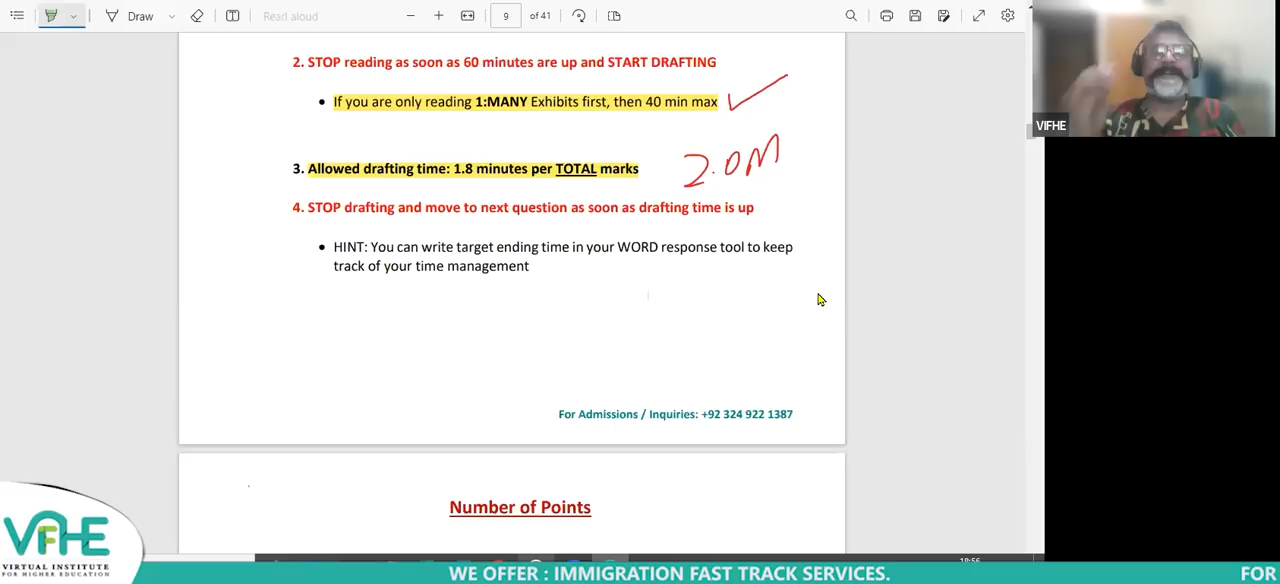 Draw
Read aloud
9 of 41
2. STOP reading as soon as 60 minutes are up and START DRAFTING
• If you are only reading 1:MANY Exhibits first, then 40 min max
VIFHE
3. Allowed drafting time: 1.8 minutes per TOTAL marks
2.0M
4. STOP drafting and move to next question as soon as drafting time is up
• HINT: You can write target ending time in your WORD response tool to keep
track of your time management
For Admissions / Inquiries: +92 324 922 1387
Number of Points
VIFHE
VIRTUAL INSTITUTE
FOR HIGHER EDUCATION
18:56
WE OFFER : IMMIGRATION FAST TRACK SERVICES.
FOR